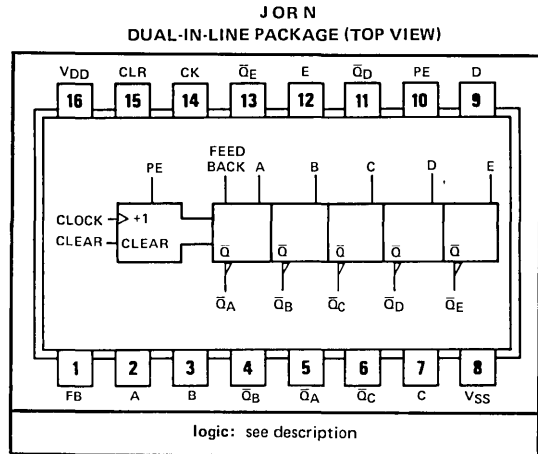 J OR N
DUAL-IN-LINE PACKAGE (TOP VIEW)
VDD CLR CK Q̅E E Q̅D PE D
16 15 14 13 12 11 10 9
PE FEED BACK A B C D E
CLOCK +1
CLEAR CLEAR
Q̅ Q̅ Q̅ Q̅ Q̅
Q̅A Q̅B Q̅C Q̅D Q̅E
1 2 3 4 5 6 7 8
FB A B Q̅B Q̅A Q̅C C VSS
logic: see description